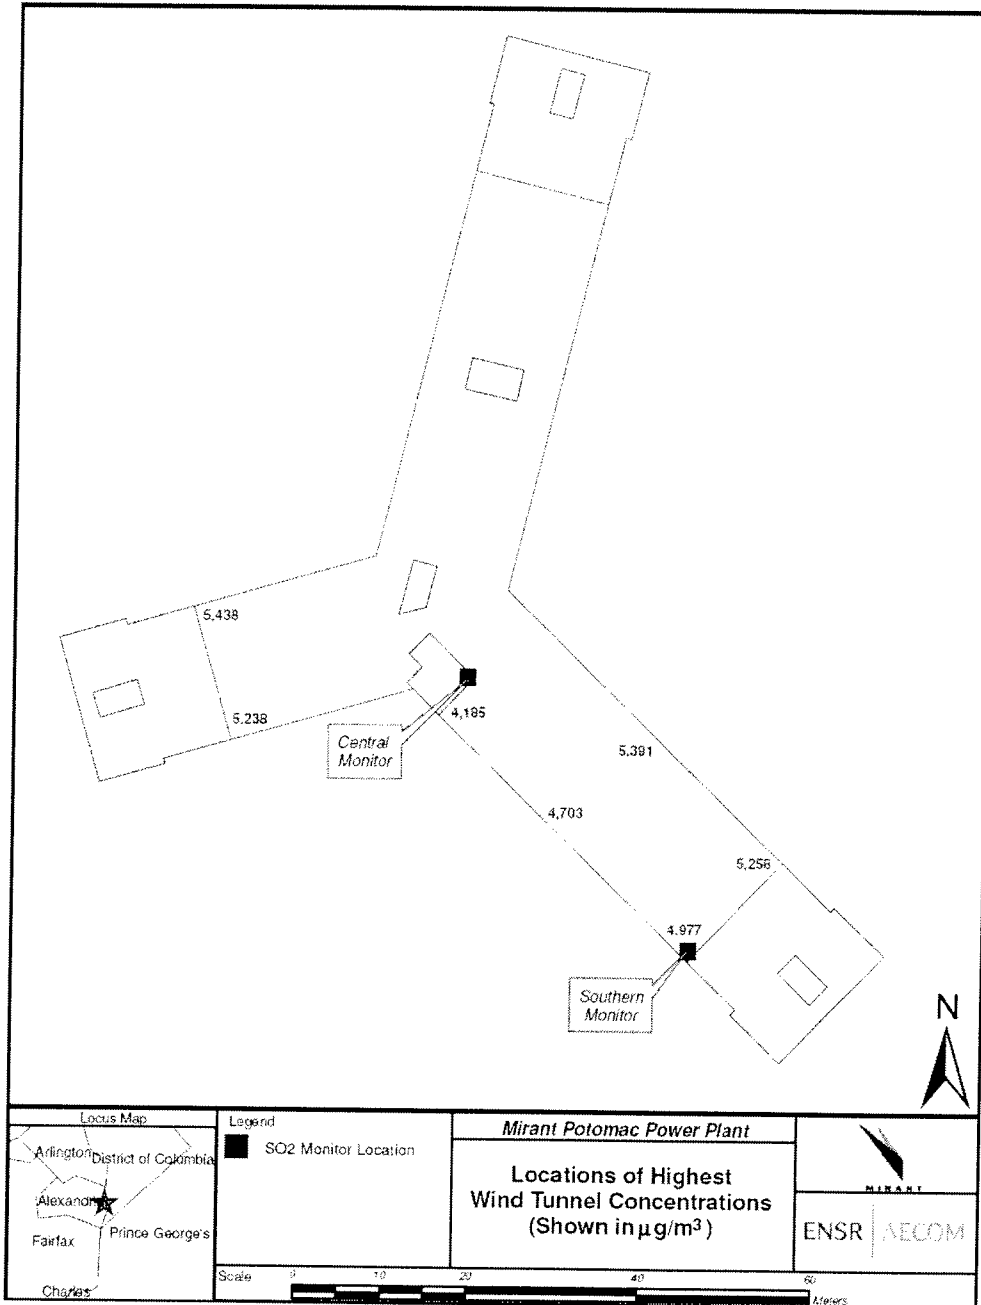 5,438
5,238
4,185
Central
Monitor
5,391
4,703
5,256
4,977
Southern
Monitor
N
Locus Map
Arlington
District of Columbia
Alexandria
Prince George's
Fairfax
Charles
Legend
SO2 Monitor Location
Mirant Potomac Power Plant
Locations of Highest
Wind Tunnel Concentrations
(Shown in µg/m³)
MIRANT
ENSR AECOM
Scale 0 10 20 40 60
Meters